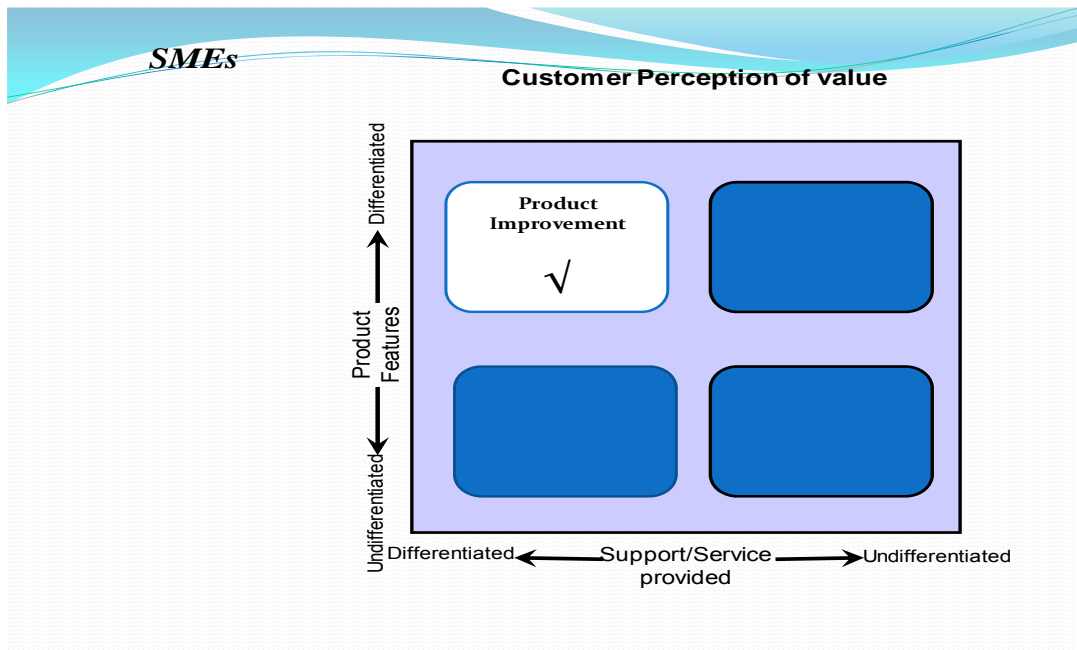 SMEs
Customer Perception of value
Differentiated
Product
Improvement
√
Product
Features
Undifferentiated
Differentiated
Support/Service
provided
Undifferentiated